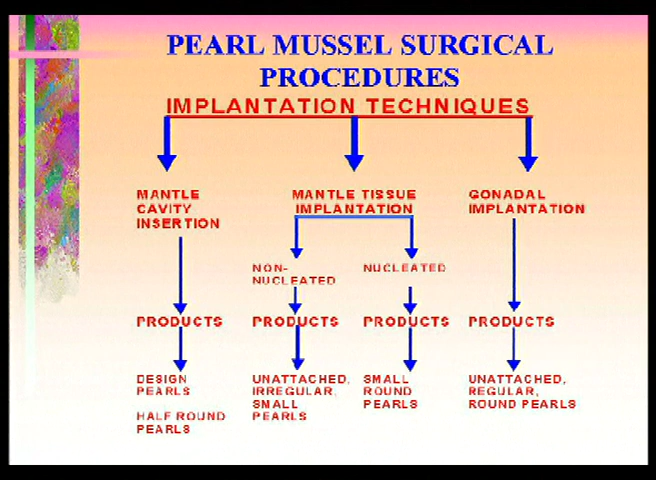 PEARL MUSSEL SURGICAL
PROCEDURES
IMPLANTATION TECHNIQUES
MANTLE
CAVITY
INSERTION
MANTLE TISSUE
IMPLANTATION
GONADAL
IMPLANTATION
NON-
NUCLEATED
NUCLEATED
PRODUCTS
PRODUCTS
PRODUCTS
PRODUCTS
DESIGN
PEARLS
HALF ROUND
PEARLS
UNATTACHED,
IRREGULAR,
SMALL
PEARLS
SMALL
ROUND
PEARLS
UNATTACHED,
REGULAR,
ROUND PEARLS